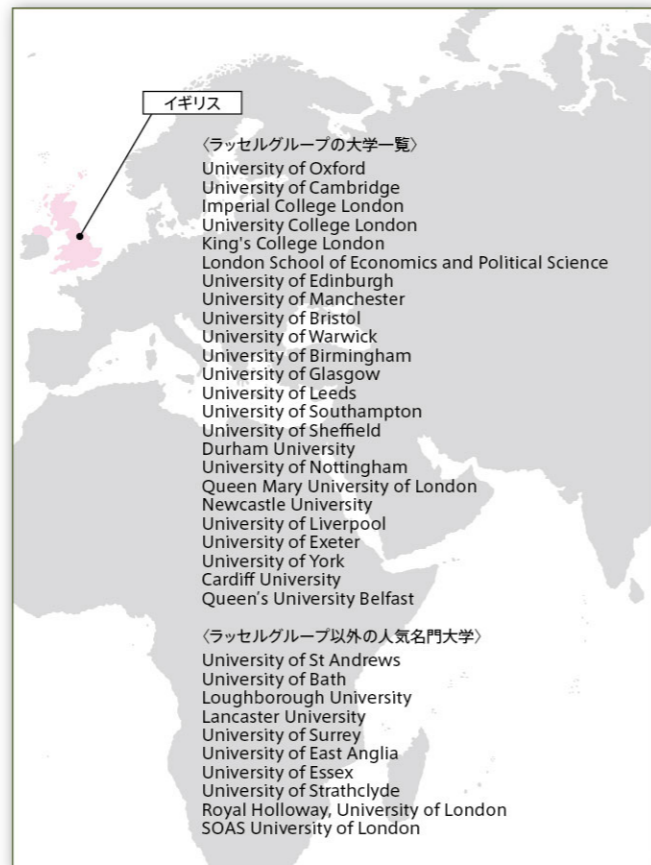 イギリス
〈ラッセルグループの大学一覧〉
University of Oxford
University of Cambridge
Imperial College London
University College London
King's College London
London School of Economics and Political Science
University of Edinburgh
University of Manchester
University of Bristol
University of Warwick
University of Birmingham
University of Glasgow
University of Leeds
University of Southampton
University of Sheffield
Durham University
University of Nottingham
Queen Mary University of London
Newcastle University
University of Liverpool
University of Exeter
University of York
Cardiff University
Queen's University Belfast
〈ラッセルグループ以外の人気名門大学〉
University of St Andrews
University of Bath
Loughborough University
Lancaster University
University of Surrey
University of East Anglia
University of Essex
University of Strathclyde
Royal Holloway, University of London
SOAS University of London